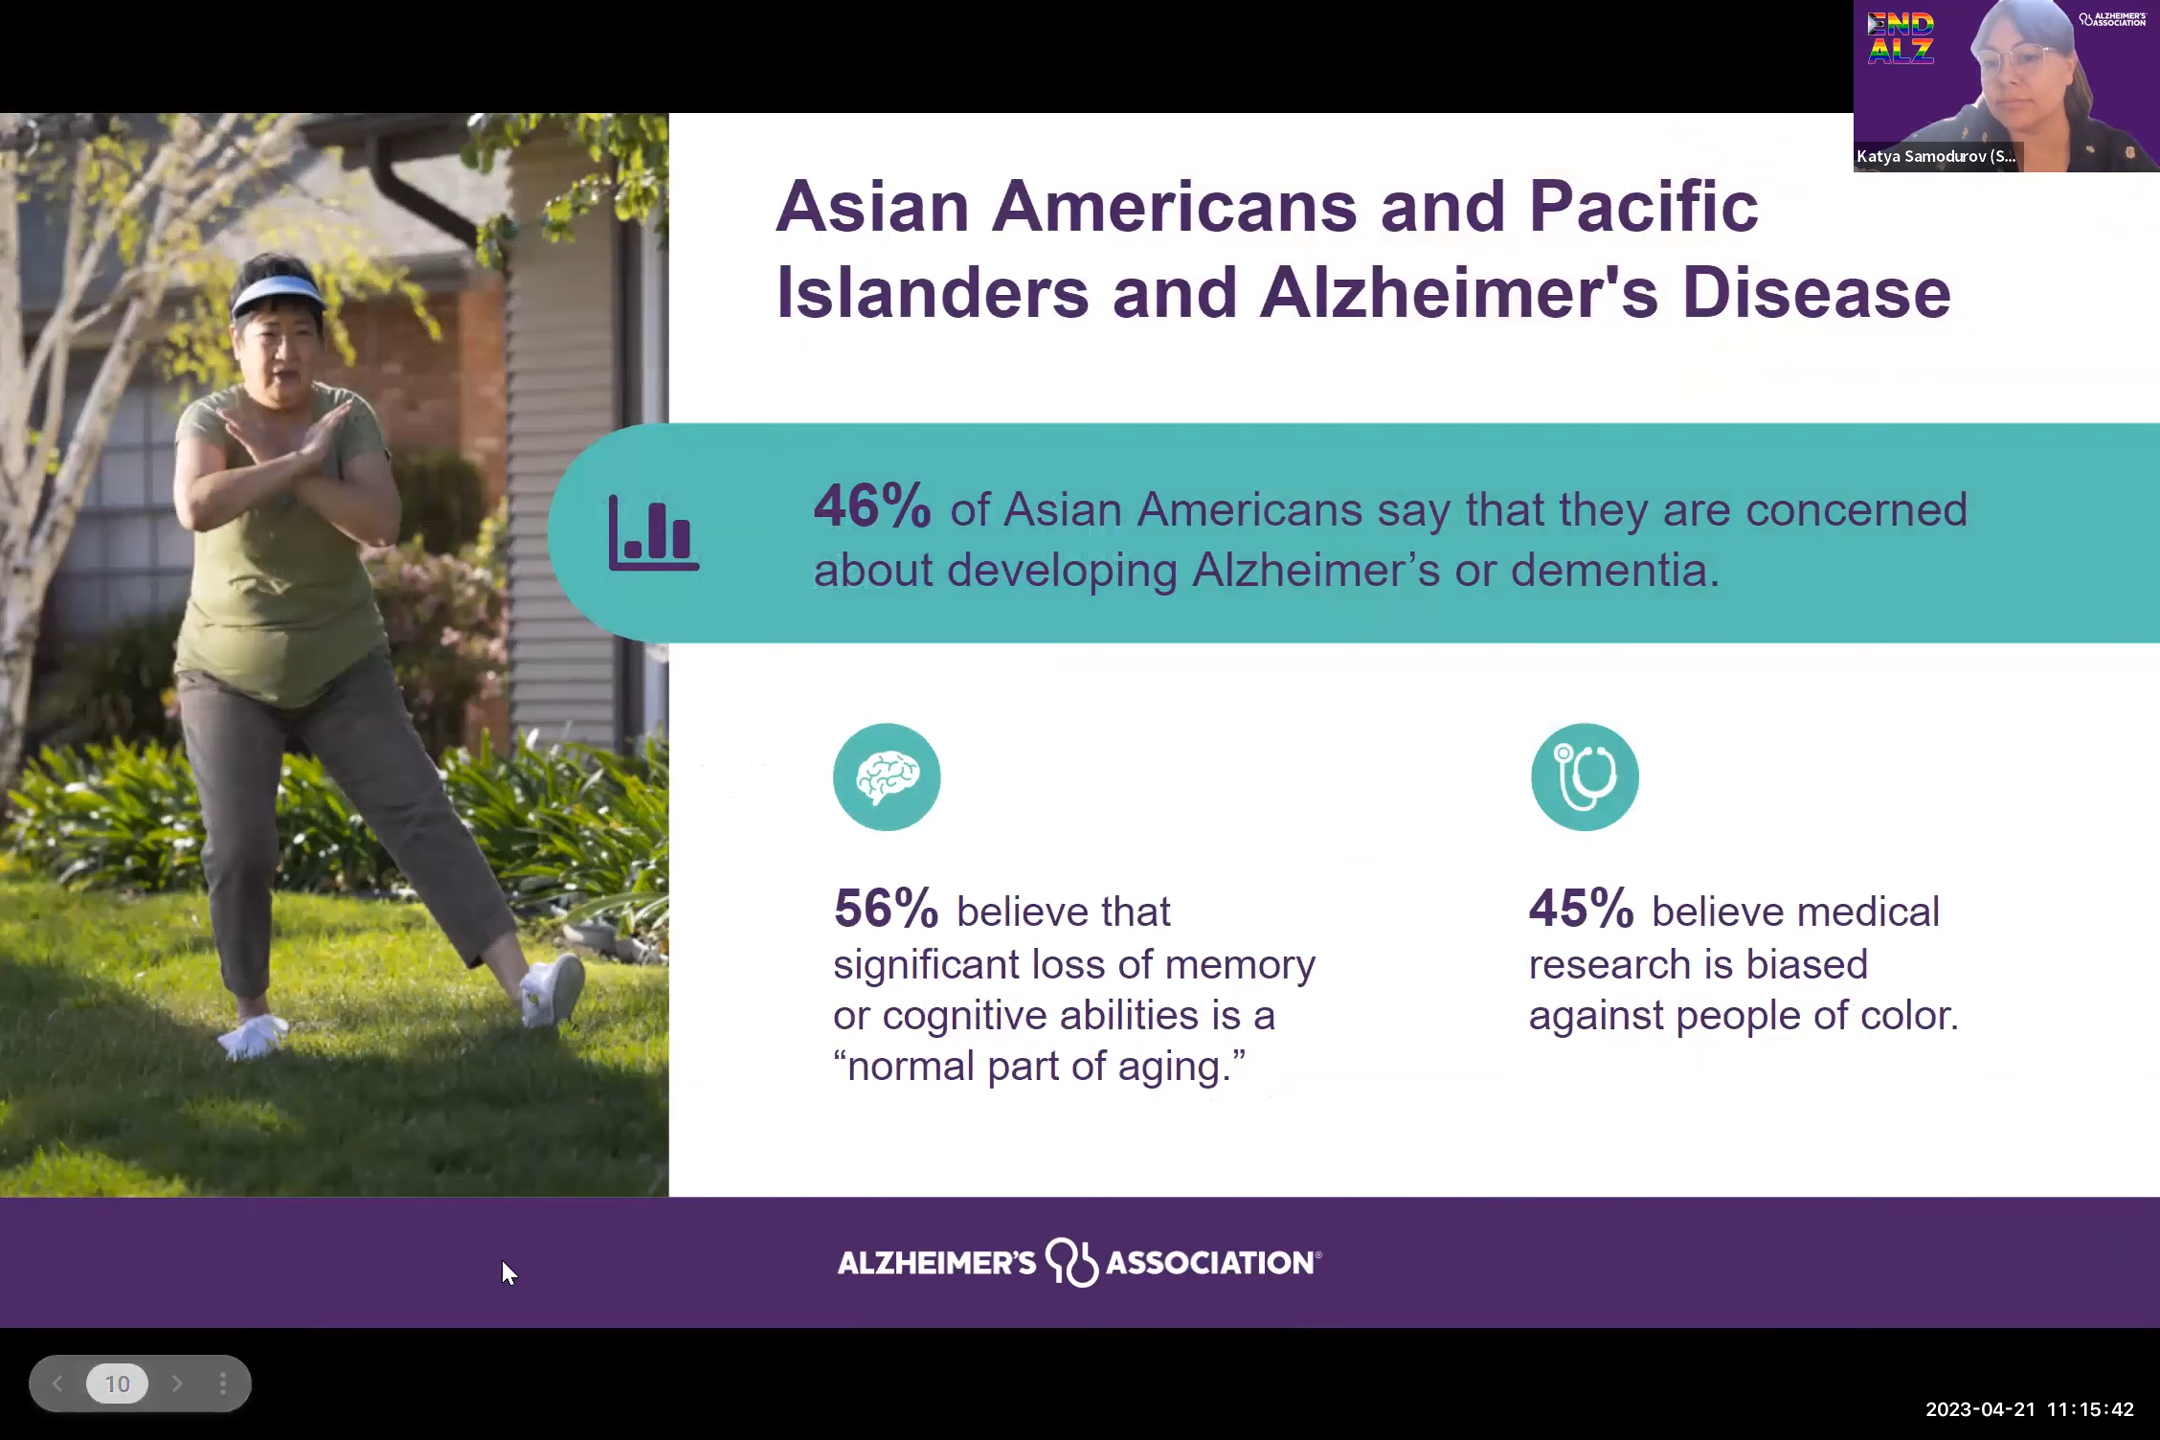 END
ALZ
ALZHEIMER'S
ASSOCIATION
Katya Samodurov (S...
Asian Americans and Pacific
Islanders and Alzheimer's Disease
46% of Asian Americans say that they are concerned
about developing Alzheimer’s or dementia.
56% believe that
significant loss of memory
or cognitive abilities is a
“normal part of aging.”
45% believe medical
research is biased
against people of color.
ALZHEIMER'S ASSOCIATION®
10
2023-04-21 11:15:42